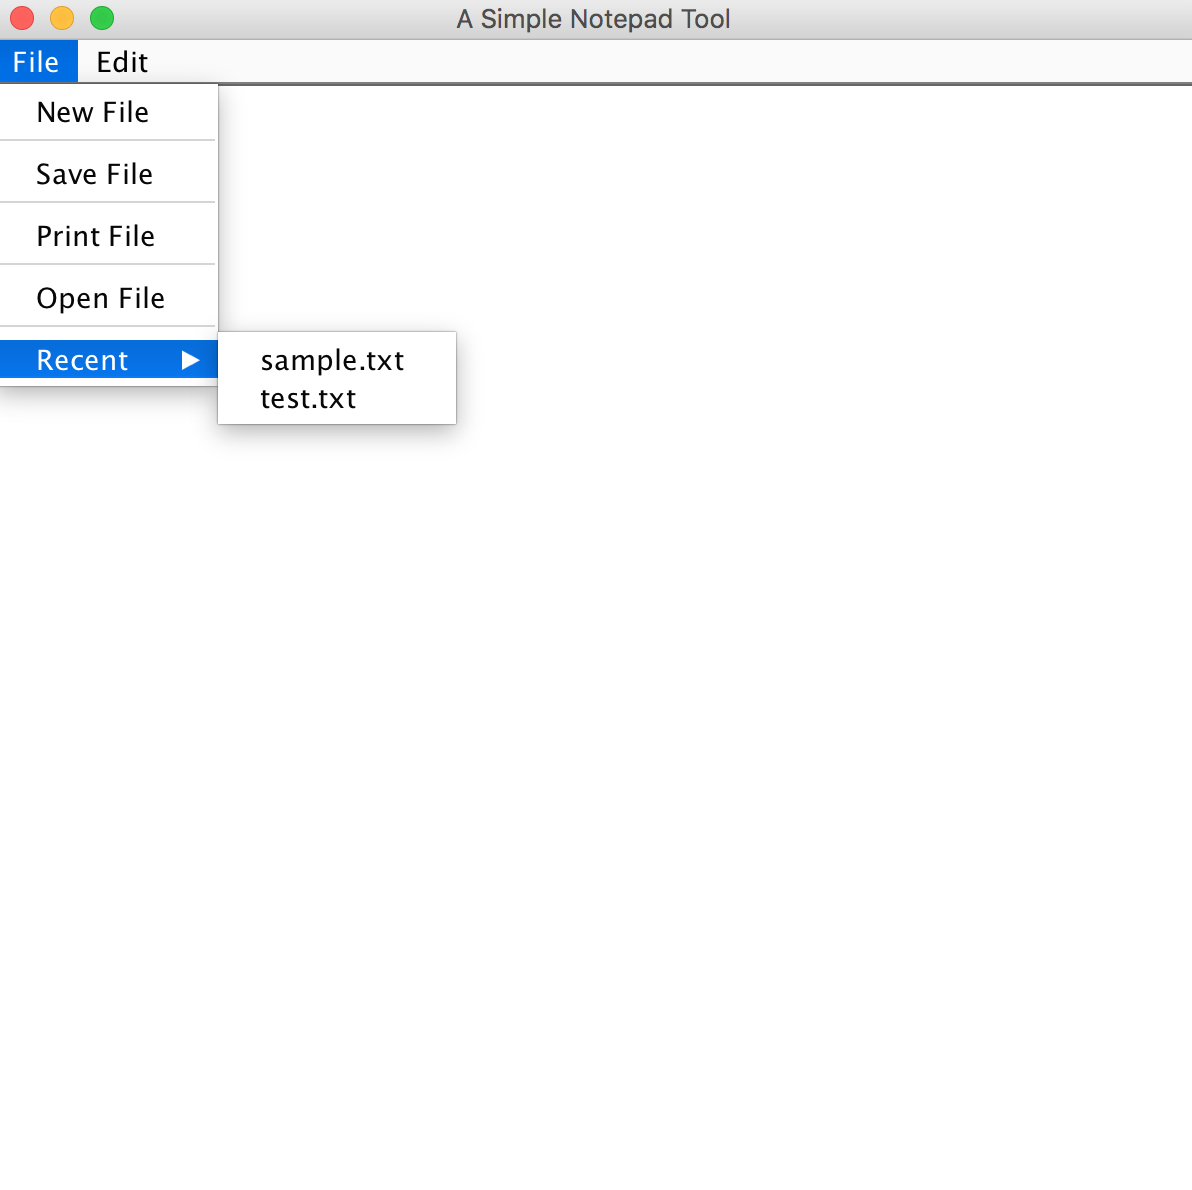 A Simple Notepad Tool
File Edit
New File
Save File
Print File
Open File
Recent
sample.txt
test.txt